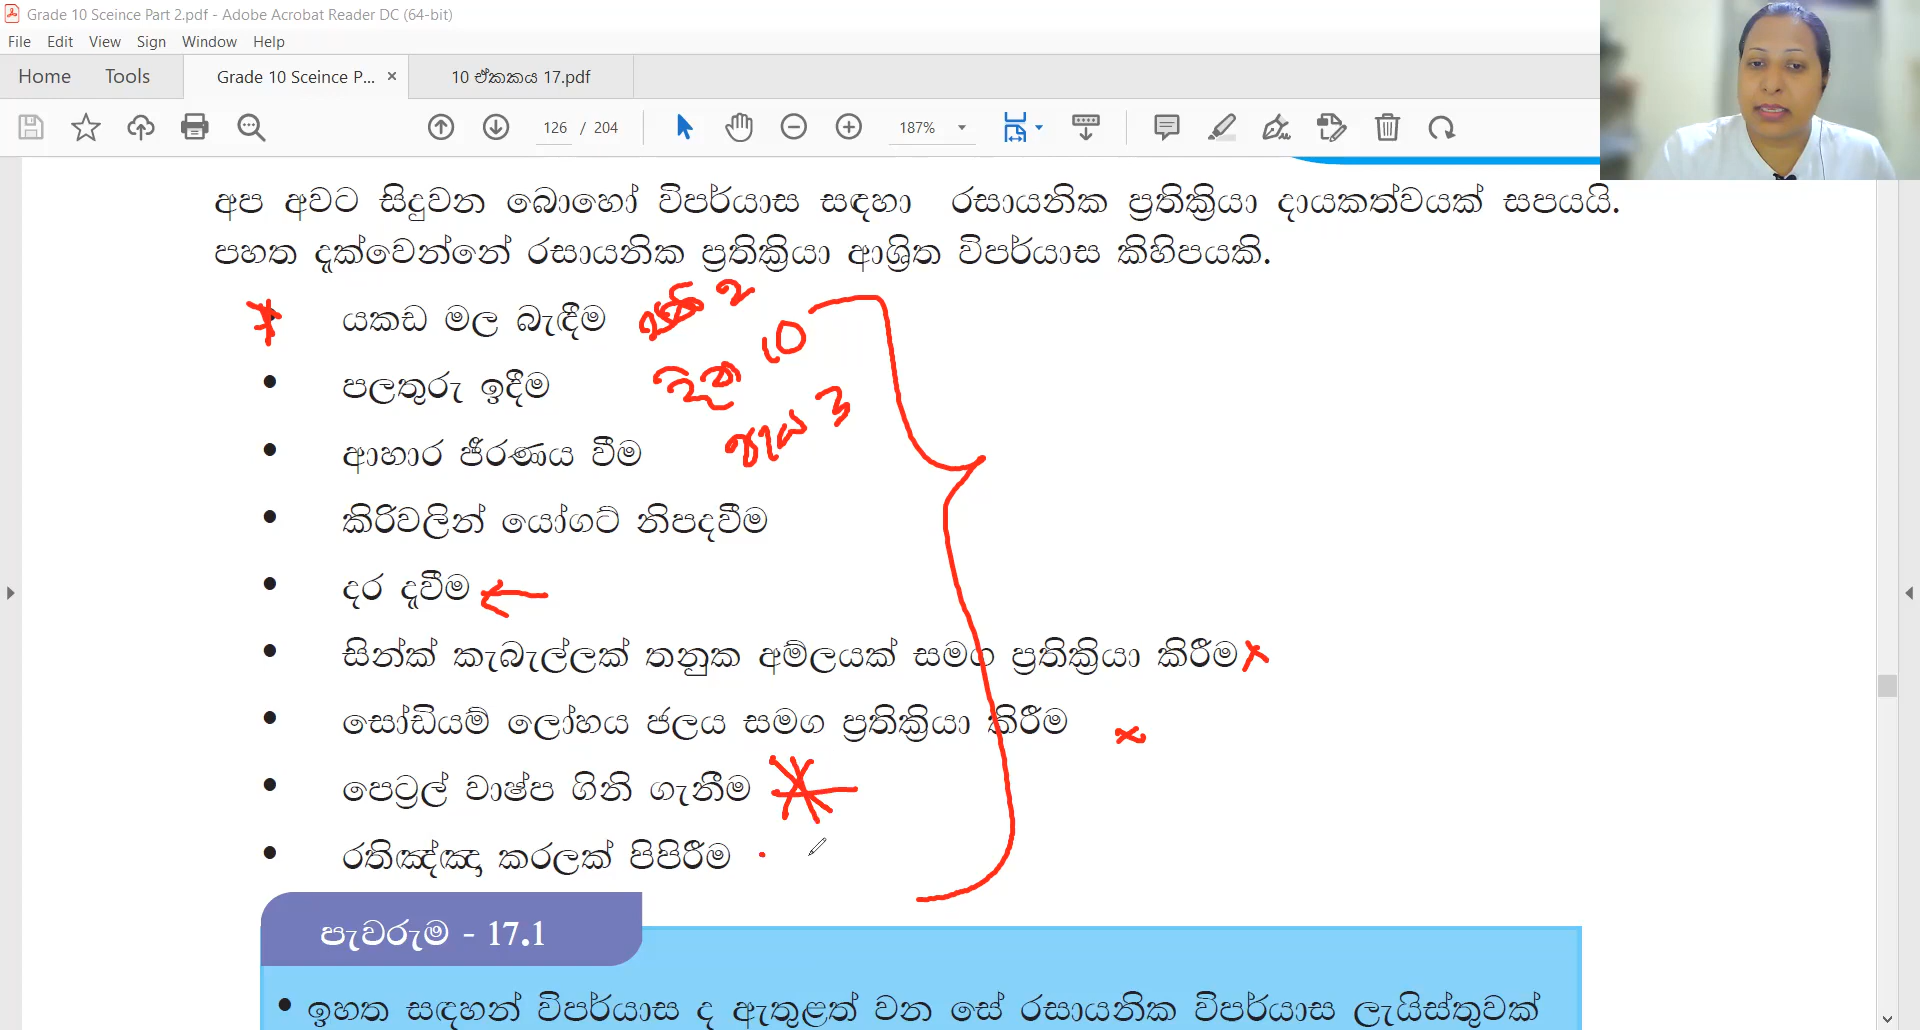 Grade 10 Sceince Part 2.pdf - Adobe Acrobat Reader DC (64-bit)
File Edit View Sign Window Help
Home Tools Grade 10 Sceince P... × 10 ඒකකය 17.pdf
126 / 204 187%
අප අවට සිදුවන බොහෝ විපර්යාස සඳහා රසායනික ප්‍රතික්‍රියා දායකත්වයක් සපයයි.
පහත දැක්වෙන්නේ රසායනික ප්‍රතික්‍රියා ආශ්‍රිත විපර්යාස කිහිපයකි.
• යකඩ මල බැඳීම 2
10
• පලතුරු ඉදීම
පැය 3
• ආහාර ජීරණය වීම
• කිරිවලින් යෝගට් නිපදවීම
• දර දැවීම
• සින්ක් කැබැල්ලක් තනුක අම්ලයක් සමග ප්‍රතික්‍රියා කිරීම
• සෝඩියම් ලෝහය ජලය සමග ප්‍රතික්‍රියා කිරීම
• පෙට්‍රල් වාෂ්ප ගිනි ගැනීම
• රතිඤ්ඤා කරලක් පිපිරීම
පැවරුම - 17.1
• ඉහත සඳහන් විපර්යාස ද ඇතුළත් වන සේ රසායනික විපර්යාස ලැයිස්තුවක්